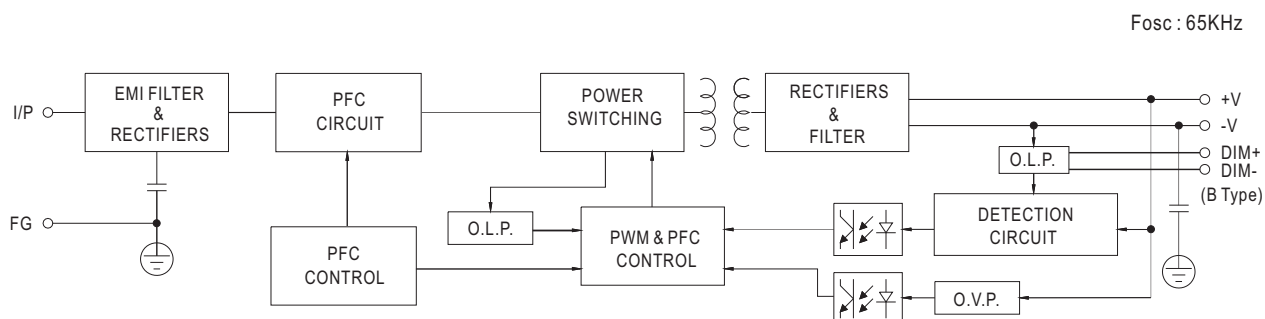 Fosc : 65KHz
I/P
EMI FILTER
&
RECTIFIERS
PFC
CIRCUIT
POWER
SWITCHING
RECTIFIERS
&
FILTER
+V
-V
DIM+
DIM-
(B Type)
O.L.P.
FG
O.L.P.
PFC
CONTROL
PWM & PFC
CONTROL
DETECTION
CIRCUIT
O.V.P.